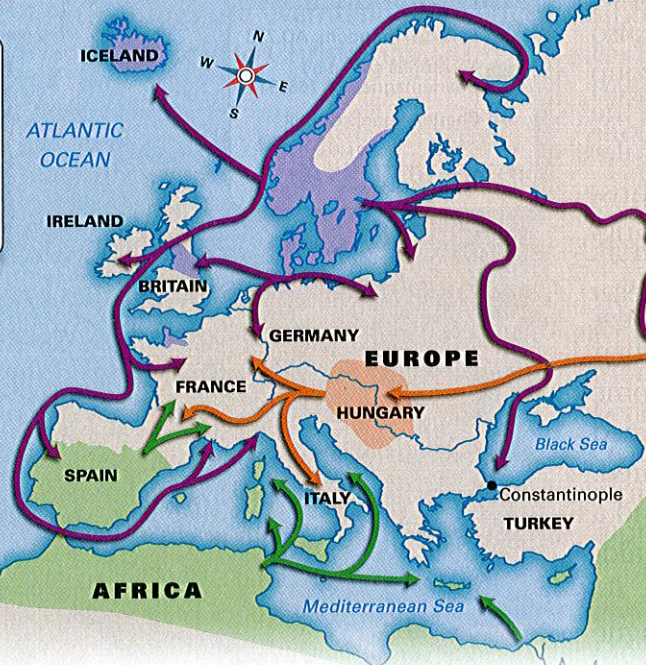 ICELAND
N
W
E
S
ATLANTIC
OCEAN
IRELAND
BRITAIN
GERMANY
EUROPE
FRANCE
HUNGARY
Black Sea
SPAIN
ITALY
Constantinople
TURKEY
AFRICA
Mediterranean Sea